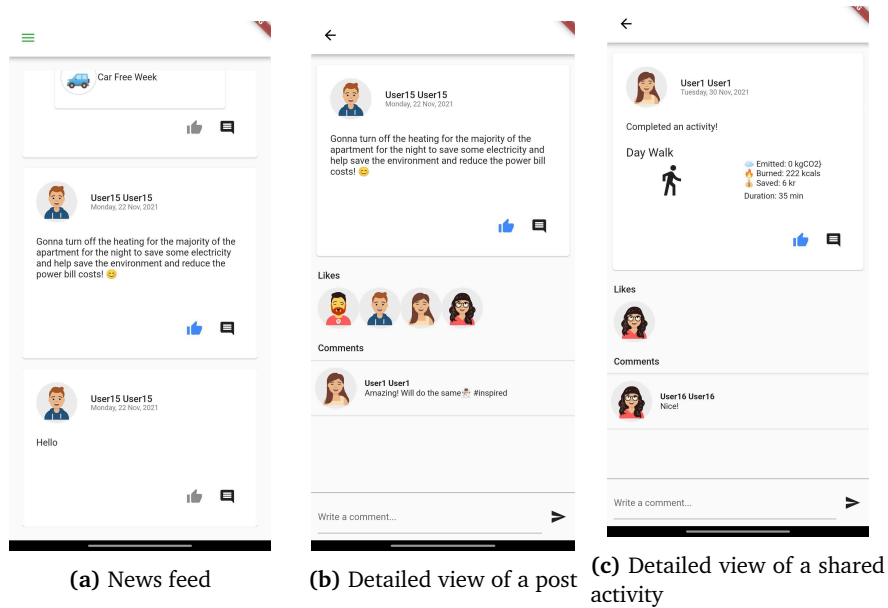 Car Free Week
User15 User15
Monday, 22 Nov, 2021
Gonna turn off the heating for the majority of the
apartment for the night to save some electricity
and help save the environment and reduce the
power bill costs! 😊
User15 User15
Monday, 22 Nov, 2021
Hello
(a) News feed
User15 User15
Monday, 22 Nov, 2021
Gonna turn off the heating for the majority of the
apartment for the night to save some electricity and
help save the environment and reduce the power bill
costs! 😊
Likes
Comments
User1 User1
Amazing! Will do the same☃️ #inspired
Write a comment...
(b) Detailed view of a post
User1 User1
Tuesday, 30 Nov, 2021
Completed an activity!
Day Walk
Emitted: 0 kgCO2}
🔥 Burned: 222 kcals
💰 Saved: 6 kr
Duration: 35 min
Likes
Comments
User16 User16
Nice!
Write a comment...
(c) Detailed view of a shared
activity